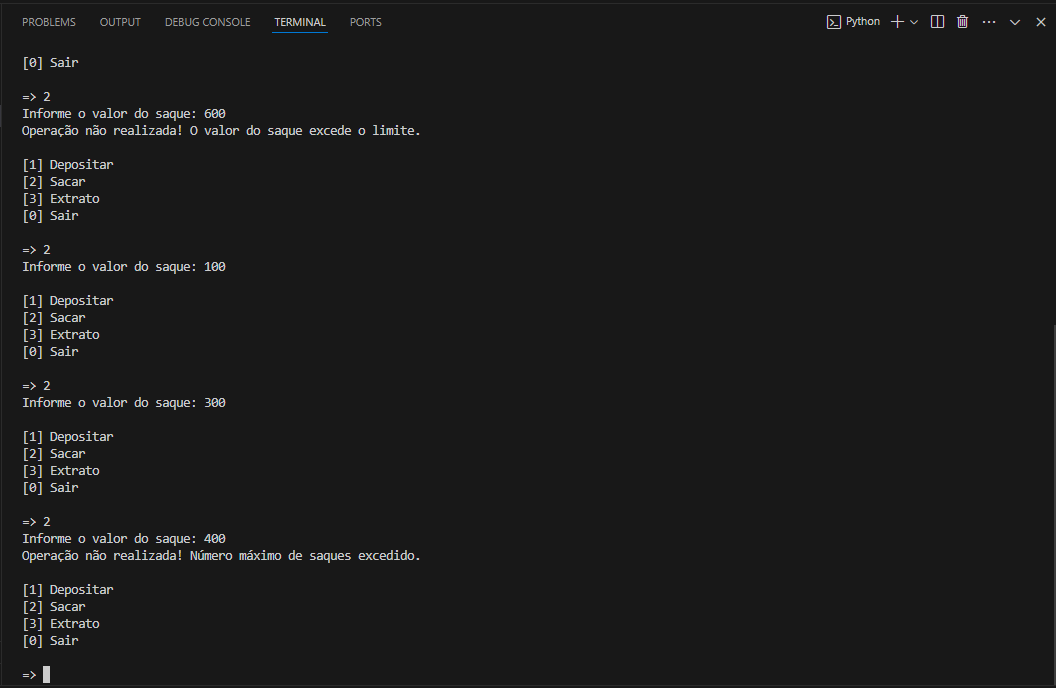 PROBLEMS OUTPUT DEBUG CONSOLE TERMINAL PORTS Python
[0] Sair
=> 2
Informe o valor do saque: 600
Operação não realizada! O valor do saque excede o limite.
[1] Depositar
[2] Sacar
[3] Extrato
[0] Sair
=> 2
Informe o valor do saque: 100
[1] Depositar
[2] Sacar
[3] Extrato
[0] Sair
=> 2
Informe o valor do saque: 300
[1] Depositar
[2] Sacar
[3] Extrato
[0] Sair
=> 2
Informe o valor do saque: 400
Operação não realizada! Número máximo de saques excedido.
[1] Depositar
[2] Sacar
[3] Extrato
[0] Sair
=>